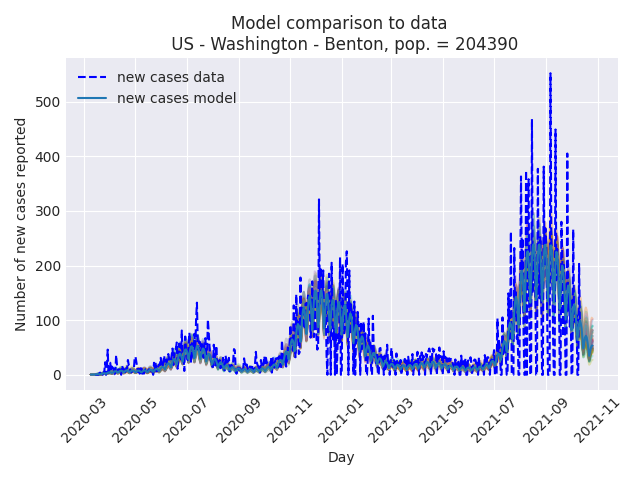 Model comparison to data
US - Washington - Benton, pop. = 204390
new cases data
new cases model
Number of new cases reported
500
400
300
200
100
0
2020-03
2020-05
2020-07
2020-09
2020-11
2021-01
2021-03
2021-05
2021-07
2021-09
2021-11
Day